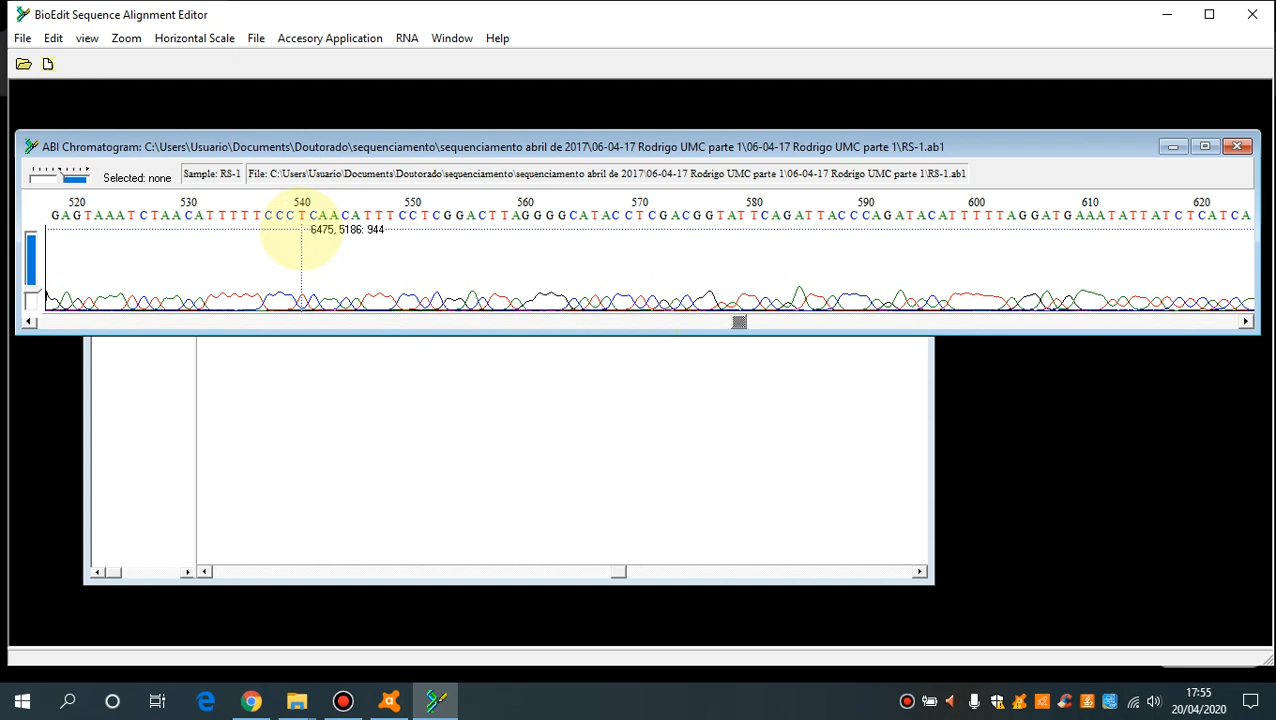 BioEdit Sequence Alignment Editor
File Edit view Zoom Horizontal Scale File Accesory Application RNA Window Help
ABI Chromatogram: C:\Users\Usuario\Documents\Doutorado\sequenciamento\sequenciamento abril de 2017\06-04-17 Rodrigo UMC parte 1\06-04-17 Rodrigo UMC parte 1\RS-1.ab1
Selected: none Sample: RS-1 File: C:\Users\Usuario\Documents\Doutorado\sequenciamento\sequenciamento abril de 2017\06-04-17 Rodrigo UMC parte 1\06-04-17 Rodrigo UMC parte 1\RS-1.ab1
520 530 540 550 560 570 580 590 600 610 620
G A G T A A A T C T A A C A T T T T T C C C T C A A C A T T T C C T C G G A C T T A G G G G C A T A C C T C G A C G G T A T T C A G A T T A C C C A G A T A C A T T T T T A G G A T G A A A T A T T A T C T C A T C A
6475, 5186: 944
17:55
20/04/2020